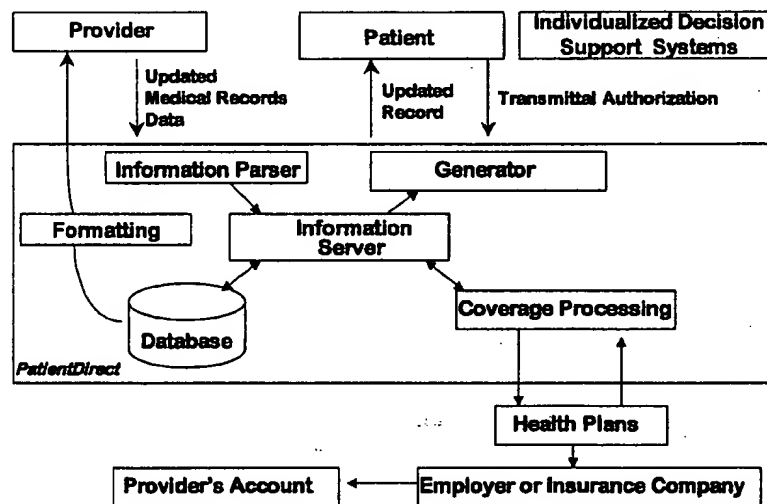 Provider
Patient
Individualized Decision
Support Systems
Updated
Medical Records
Data
Updated
Record
Transmittal Authorization
Information Parser
Generator
Formatting
Information
Server
Database
Coverage Processing
PatientDirect
Health Plans
Provider's Account
Employer or Insurance Company